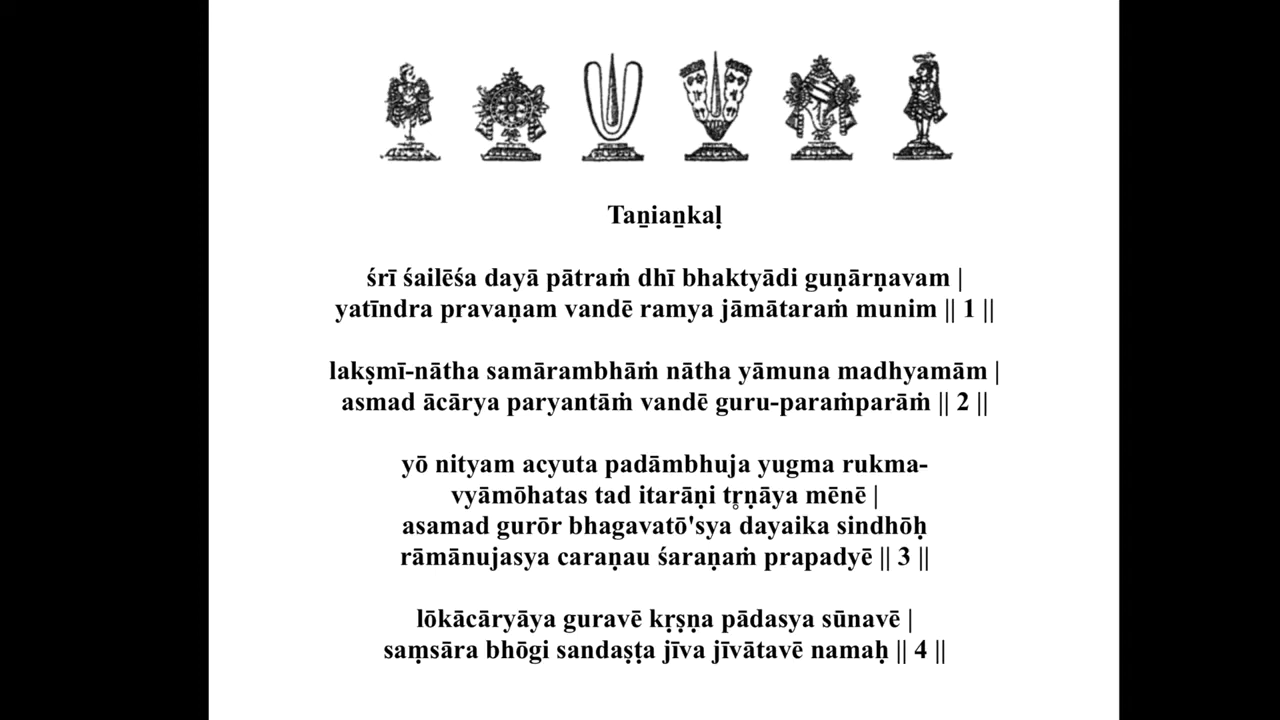 Taṉiaṉkaḷ
śrī śailēśa dayā pātraṁ dhī bhaktyādi guṇārṇavam |
yatīndra pravaṇam vandē ramya jāmātaraṁ munim || 1 ||
lakṣmī-nātha samārambhāṁ nātha yāmuna madhyamām |
asmad ācārya paryantāṁ vandē guru-paraṁparāṁ || 2 ||
yō nityam acyuta padāmbhuja yugma rukma-
vyāmōhatas tad itarāṇi tr̥ṇāya mēnē |
asamad gurōr bhagavatō'sya dayaika sindhōḥ
rāmānujasya caraṇau śaraṇaṁ prapadyē || 3 ||
lōkācāryāya guravē kṛṣṇa pādasya sūnavē |
saṃsāra bhōgi sandaṣṭa jīva jīvātavē namaḥ || 4 ||